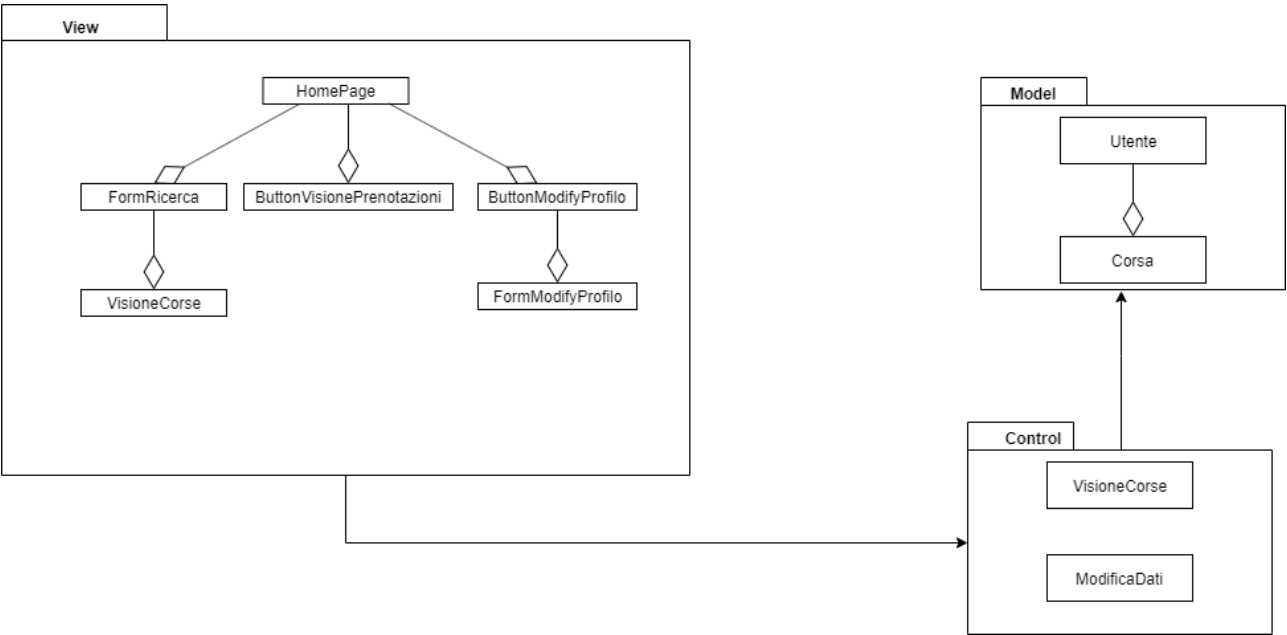 View
HomePage
FormRicerca
ButtonVisionePrenotazioni
ButtonModifyProfilo
VisioneCorse
FormModifyProfilo
Model
Utente
Corsa
Control
VisioneCorse
ModificaDati